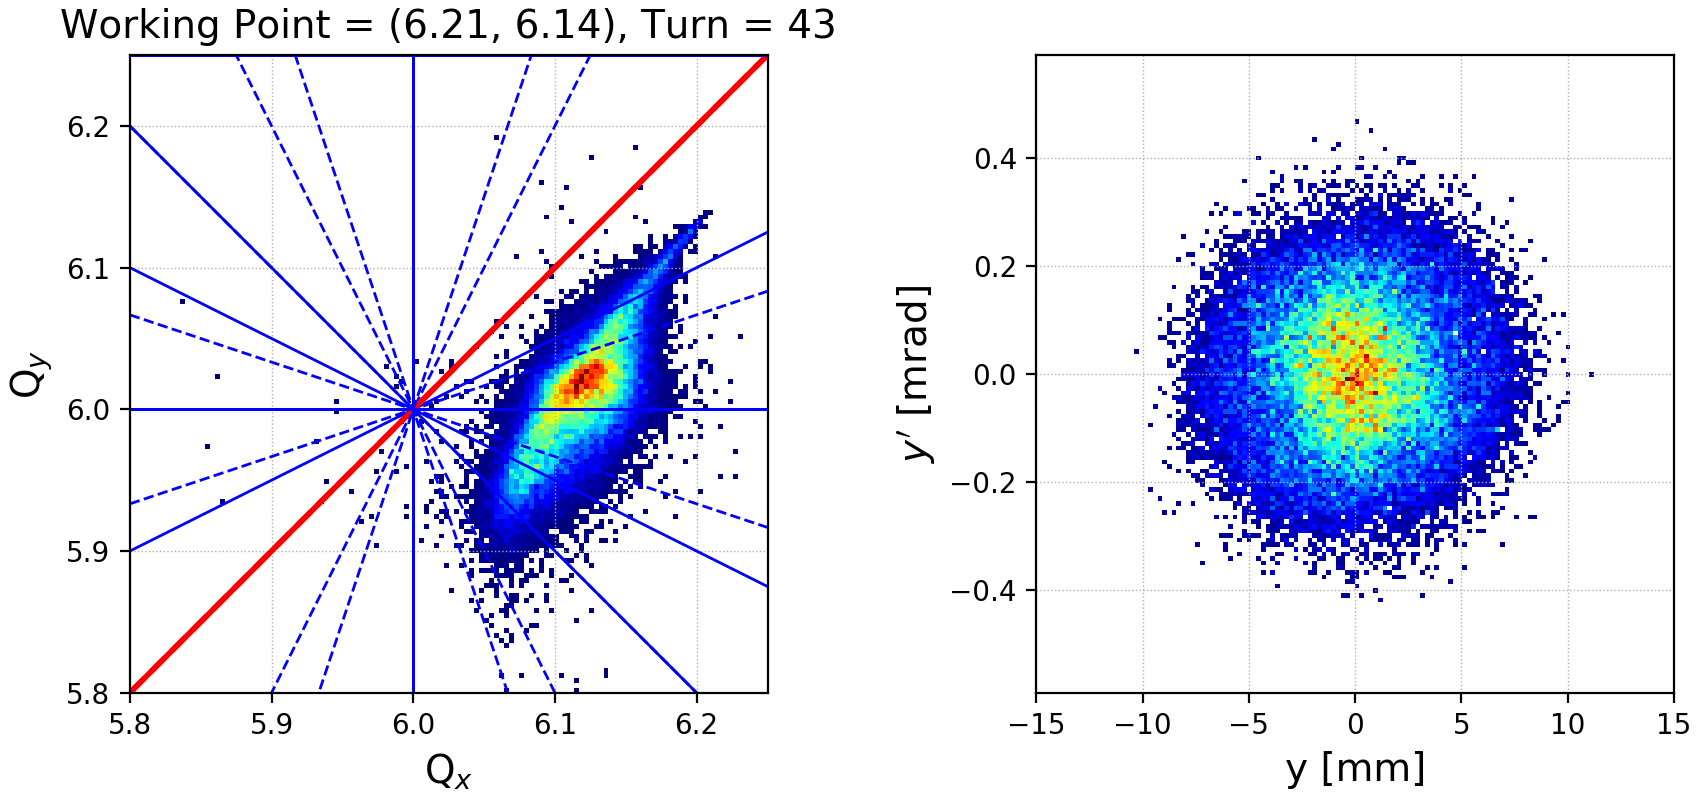 Working Point = (6.21, 6.14), Turn = 43
6.2
6.1
6.0
5.9
5.8
Q_y
5.8 5.9 6.0 6.1 6.2
Q_x
0.4
0.2
0.0
−0.2
−0.4
y′ [mrad]
−15 −10 −5 0 5 10 15
y [mm]